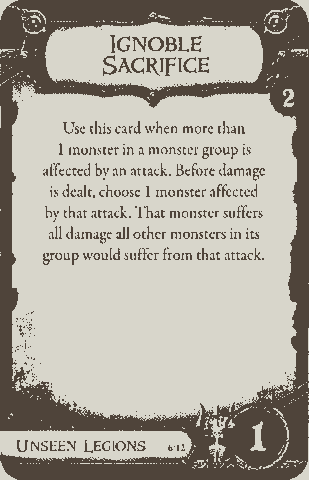 IGNOBLE
SACRIFICE
2
Use this card when more than
1 monster in a monster group is
affected by an attack. Before damage
is dealt, choose 1 monster affected
by that attack. That monster suffers
all damage all other monsters in its
group would suffer from that attack.
UNSEEN LEGIONS
1